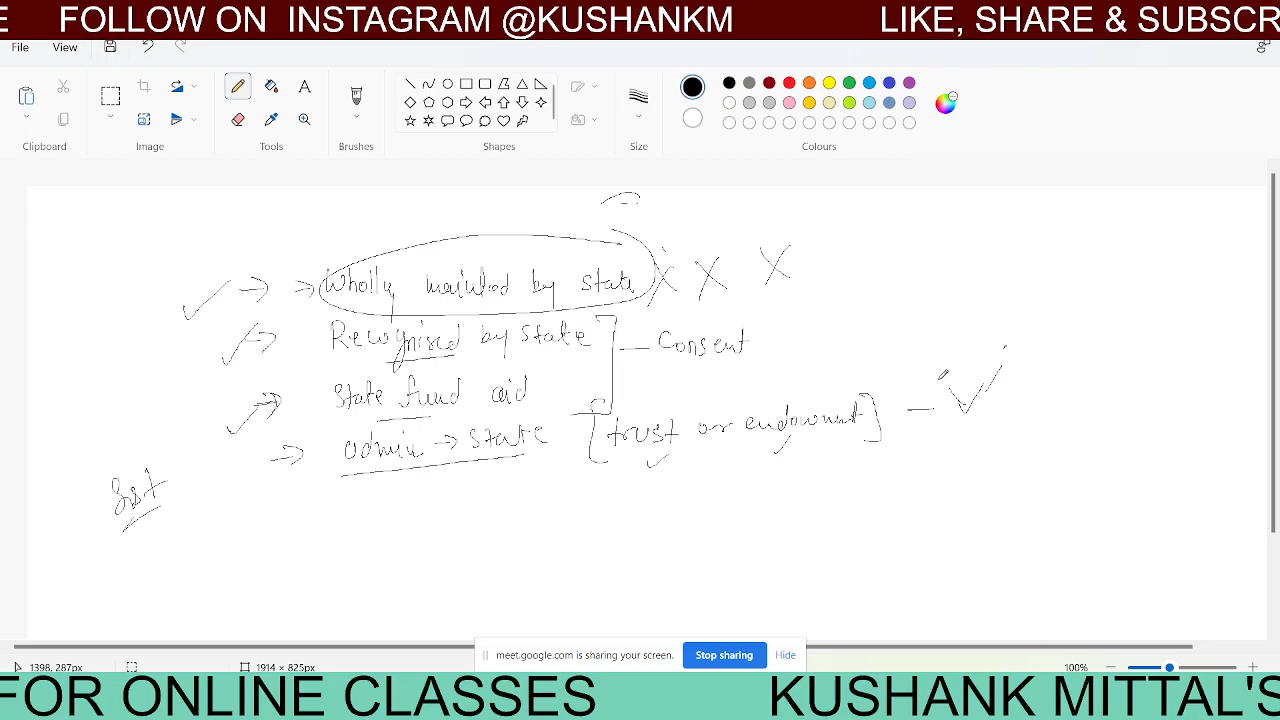 E FOLLOW ON INSTAGRAM @KUSHANKM LIKE, SHARE & SUBSCR
File View
Clipboard Image Tools Brushes Shapes Size Colours
wholly by state X X X
Recognised by state
Consent
state fund aid
admin → state [trust or endowment] -
meet.google.com is sharing your screen. Stop sharing Hide
1398, 287px 1914 × 825px 100%
FOR ONLINE CLASSES KUSHANK MITTAL'S